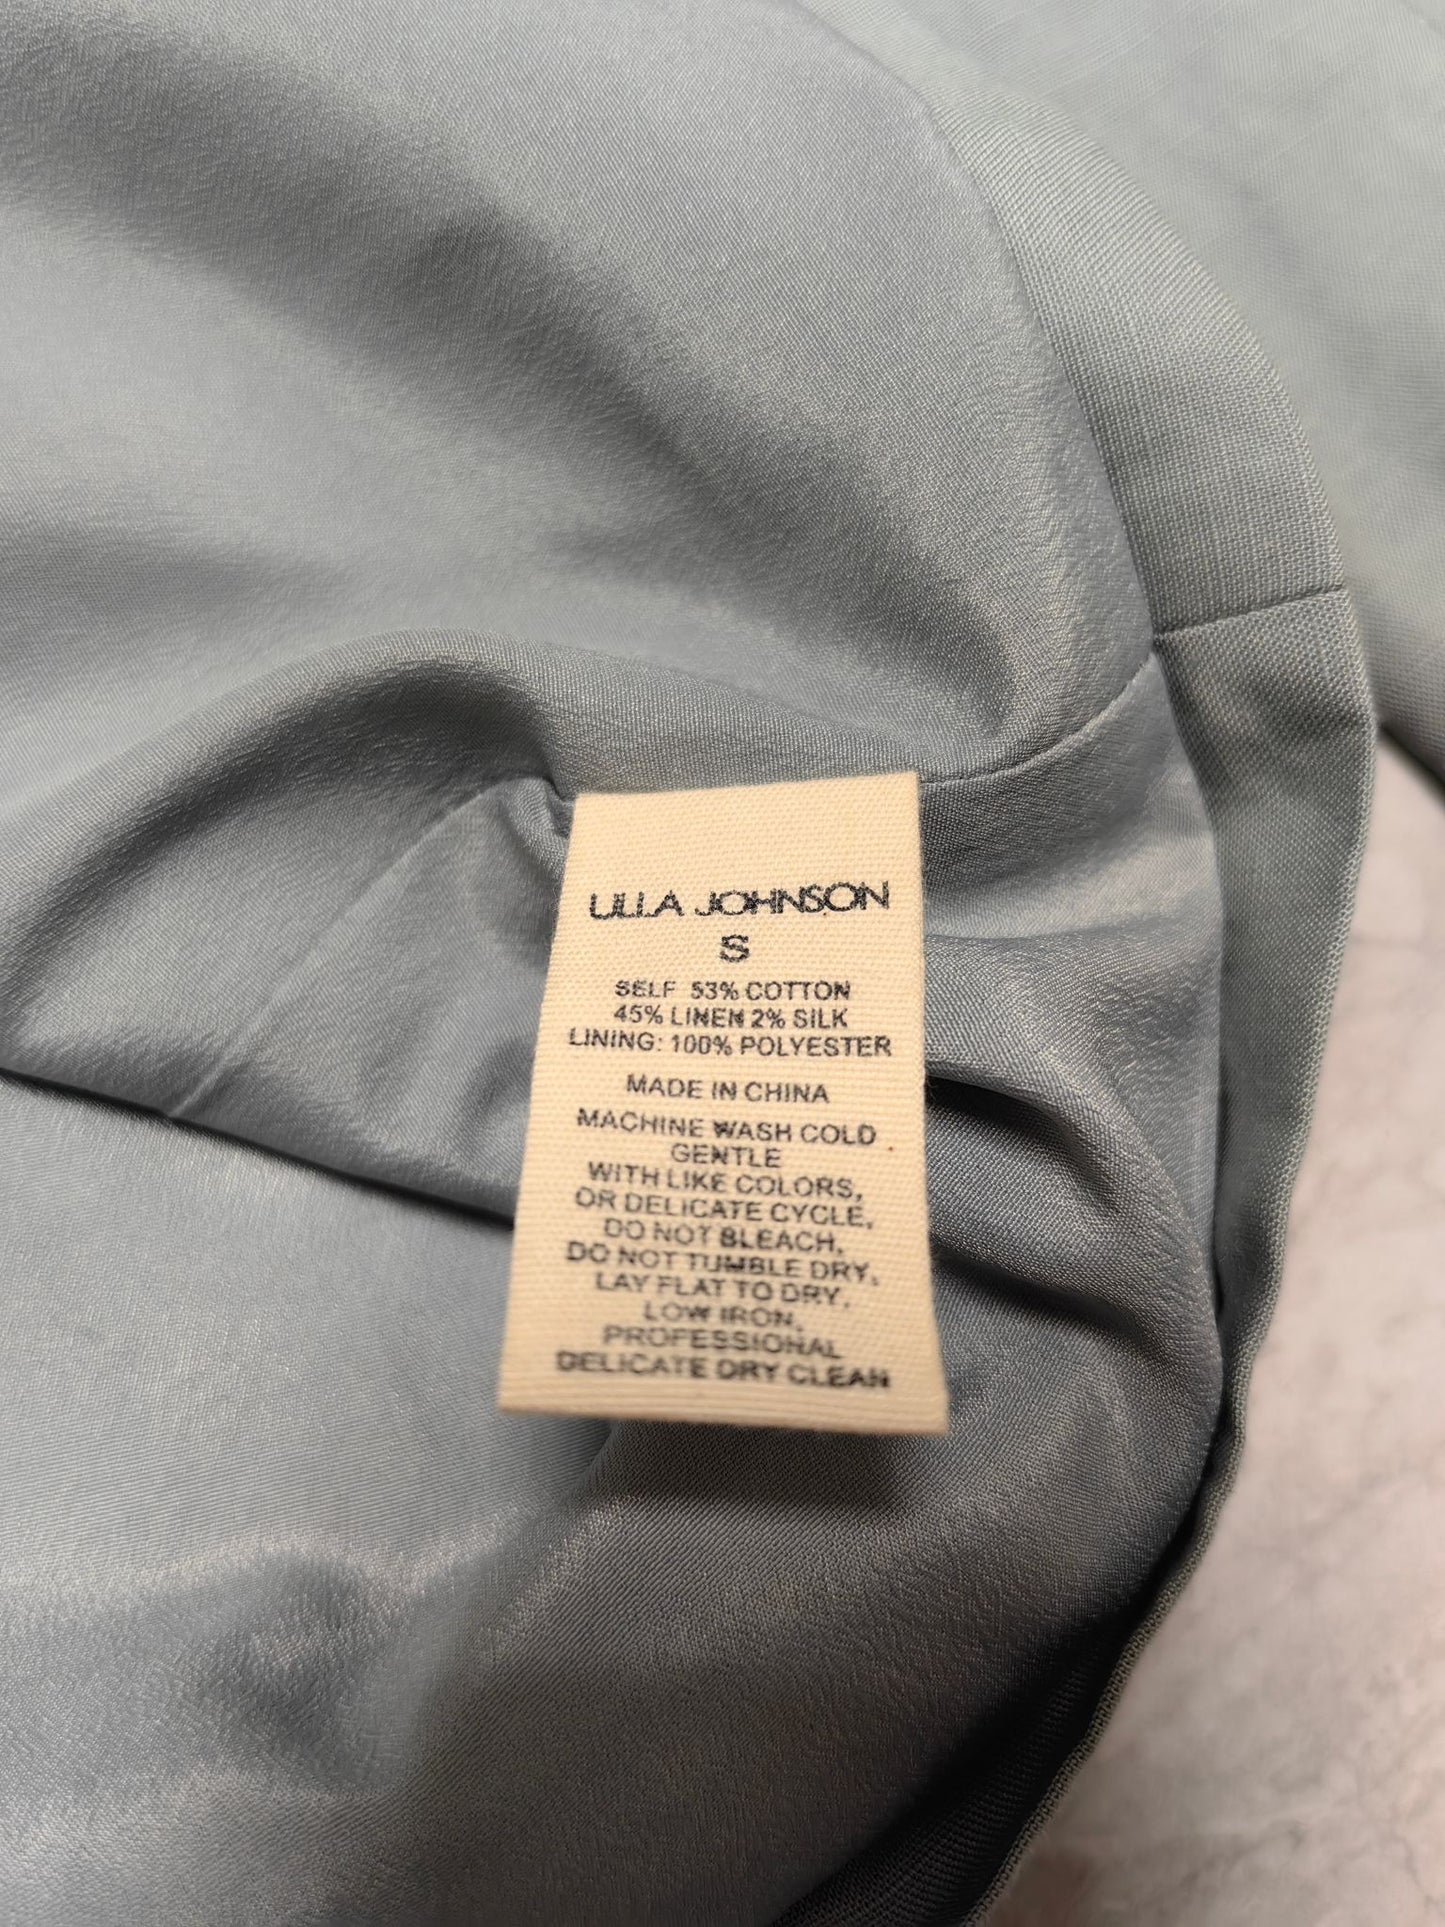 ULLA JOHNSON
S
SELF 53% COTTON
45% LINEN 2% SILK
LINING: 100% POLYESTER
MADE IN CHINA
MACHINE WASH COLD
GENTLE
WITH LIKE COLORS,
OR DELICATE CYCLE,
DO NOT BLEACH,
DO NOT TUMBLE DRY,
LAY FLAT TO DRY,
LOW IRON,
PROFESSIONAL
DELICATE DRY CLEAN